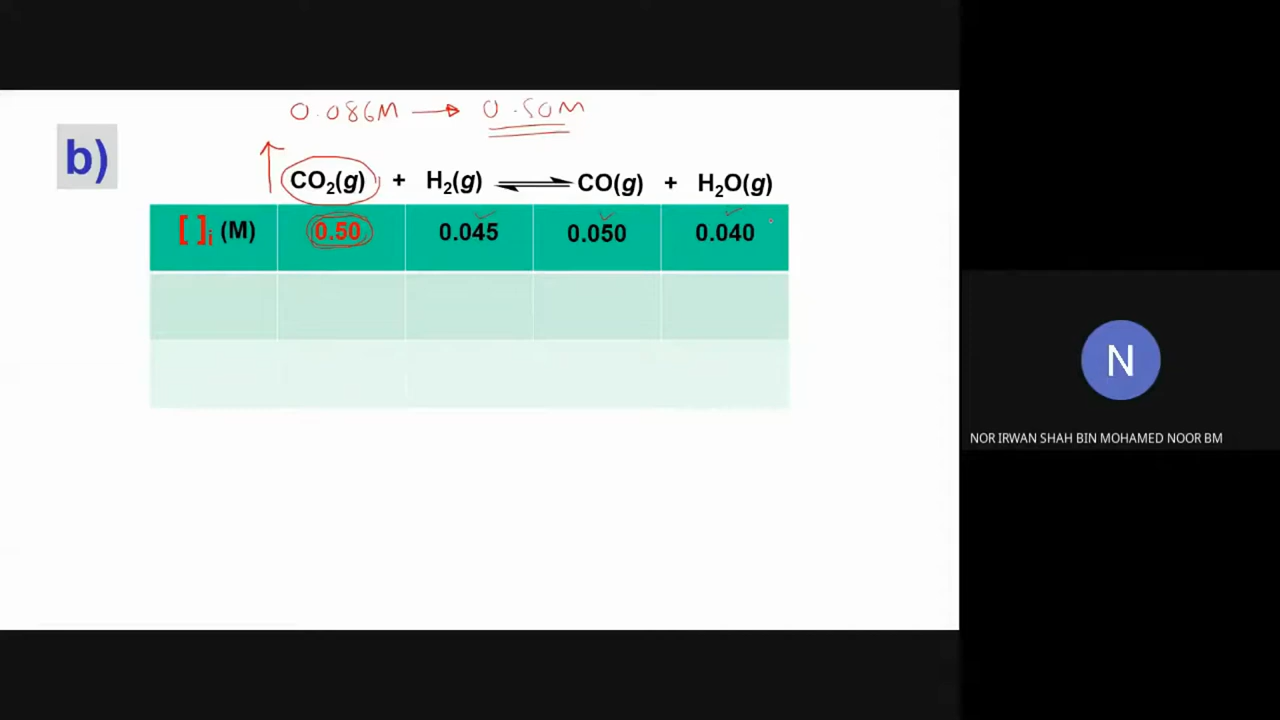 0.086M → 0.50M
b)
CO₂(g) + H₂(g) ⇌ CO(g) + H₂O(g)
[ ]ᵢ (M) 0.50 0.045 0.050 0.040
N
NOR IRWAN SHAH BIN MOHAMED NOOR BM